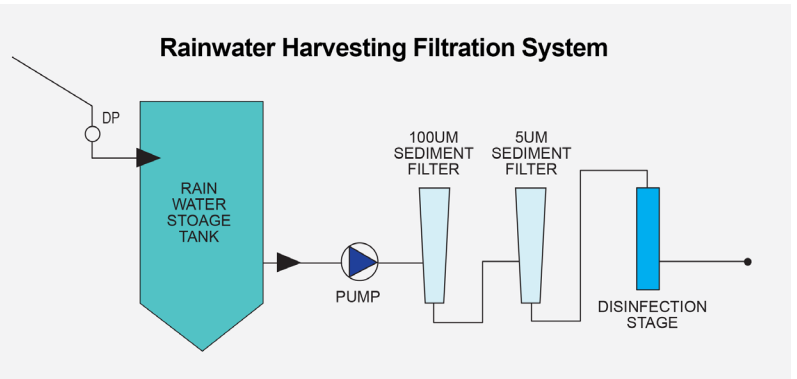 Rainwater Harvesting Filtration System
DP
RAIN
WATER
STOAGE
TANK
PUMP
100UM
SEDIMENT
FILTER
5UM
SEDIMENT
FILTER
DISINFECTION
STAGE